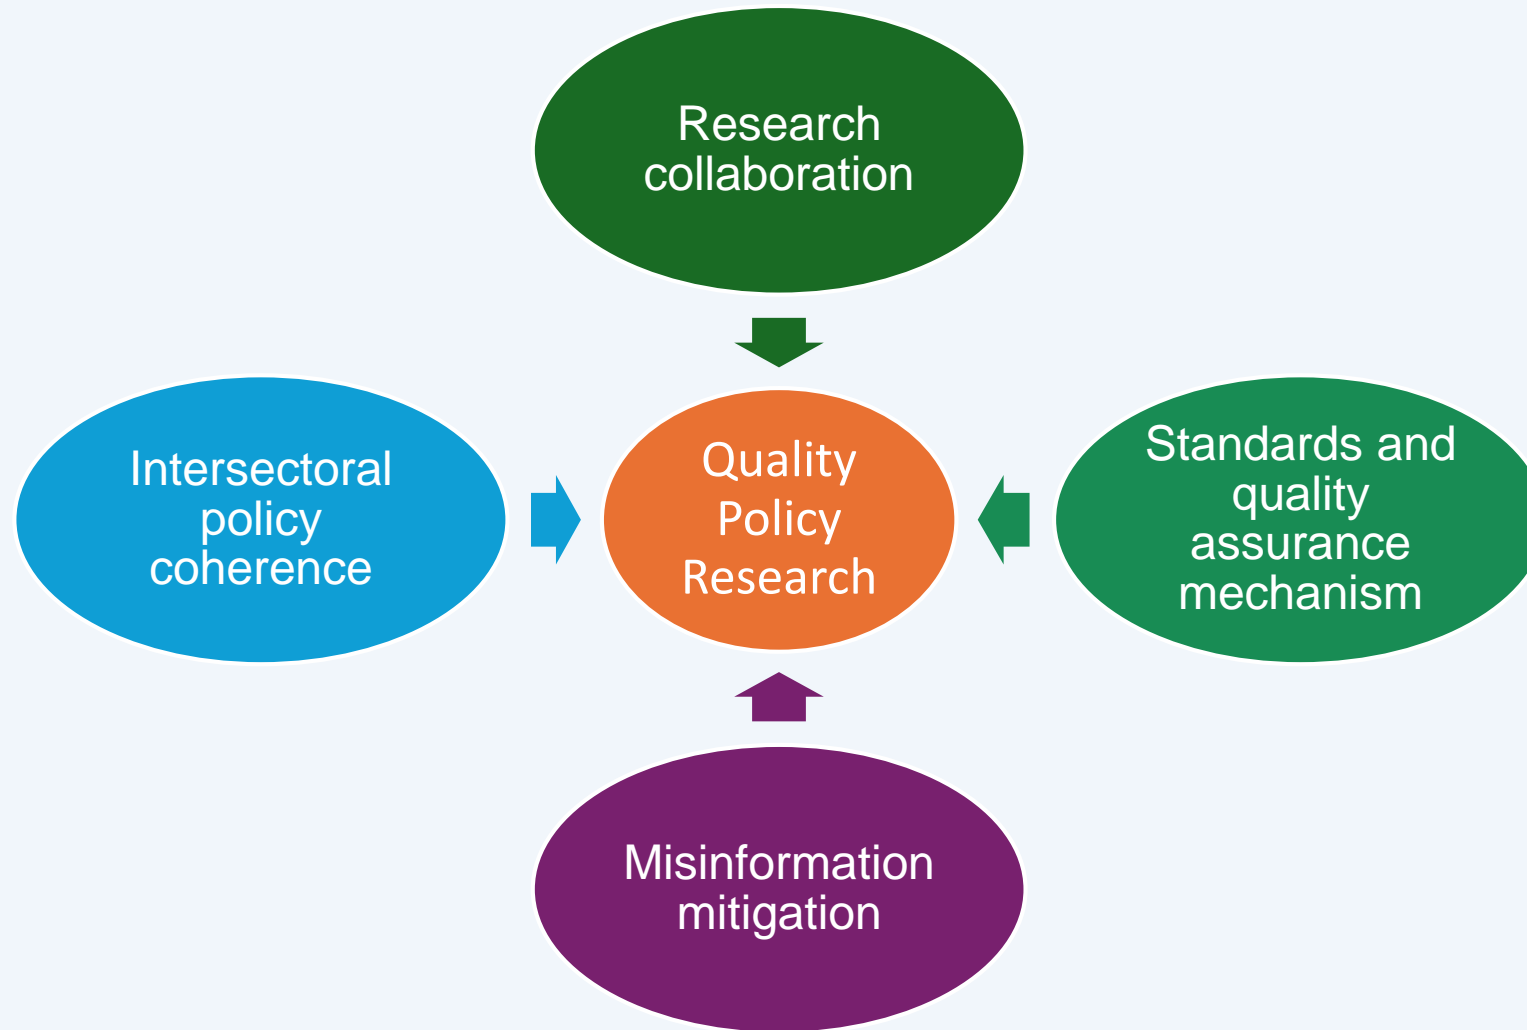 Research
collaboration
Intersectoral
policy
coherence
Quality
Policy
Research
Standards and
quality
assurance
mechanism
Misinformation
mitigation